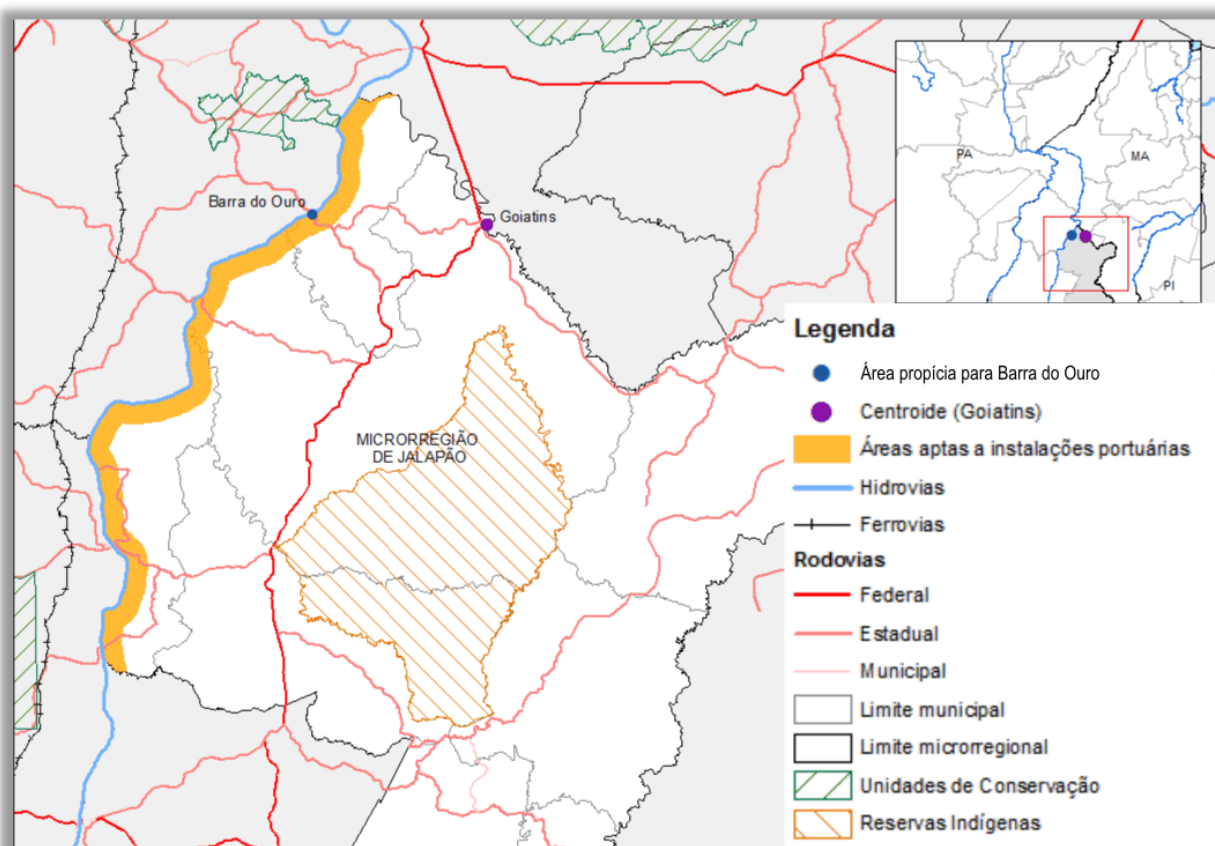 Barra do Ouro
Goiatins
MICRORREGIÃO
DE JALAPÃO
PA
MA
PI
Legenda
Área propícia para Barra do Ouro
Centroide (Goiatins)
Áreas aptas a instalações portuárias
Hidrovias
Ferrovias
Rodovias
Federal
Estadual
Municipal
Limite municipal
Limite microrregional
Unidades de Conservação
Reservas Indígenas